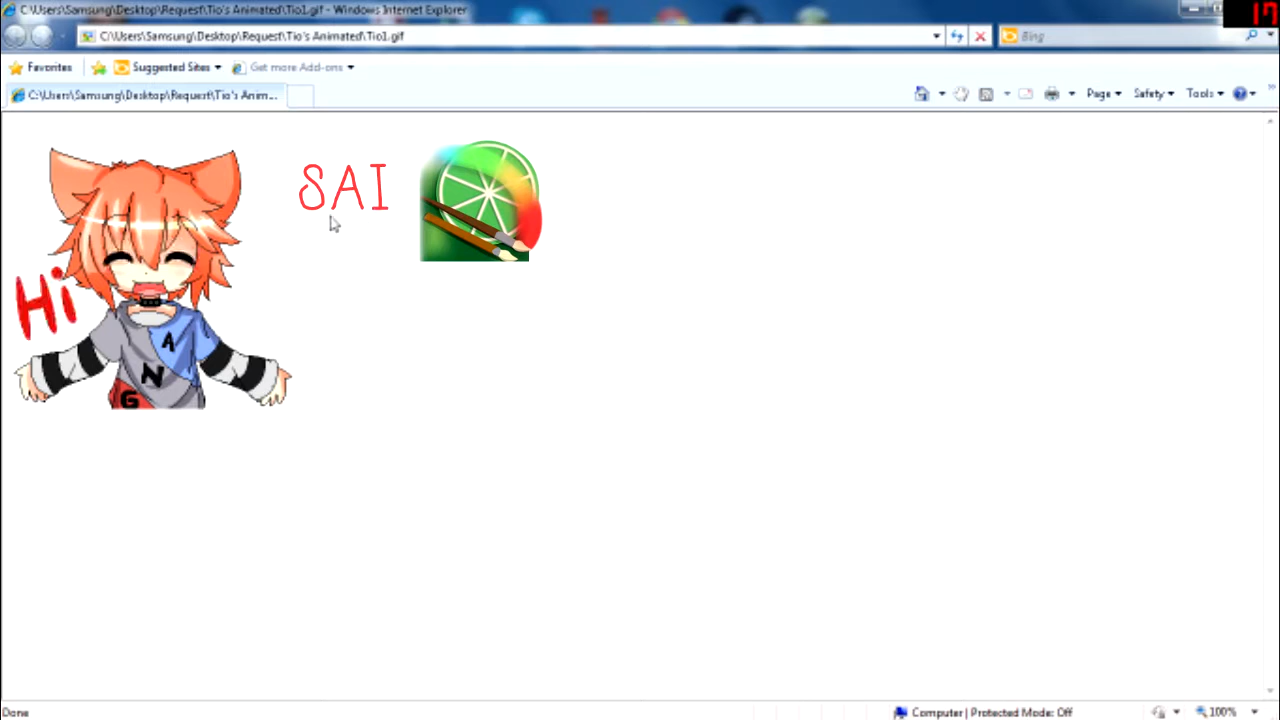 C:\Users\Samsung\Desktop\Request\Tio's Animated\Tio1.gif - Windows Internet Explorer
17
C:\Users\Samsung\Desktop\Request\Tio's Animated\Tio1.gif
Bing
Favorites
Suggested Sites
Get more Add-ons
C:\Users\Samsung\Desktop\Request\Tio's Anim...
Page
Safety
Tools
SAI
Hi
A
N
G
Done
Computer | Protected Mode: Off
100%